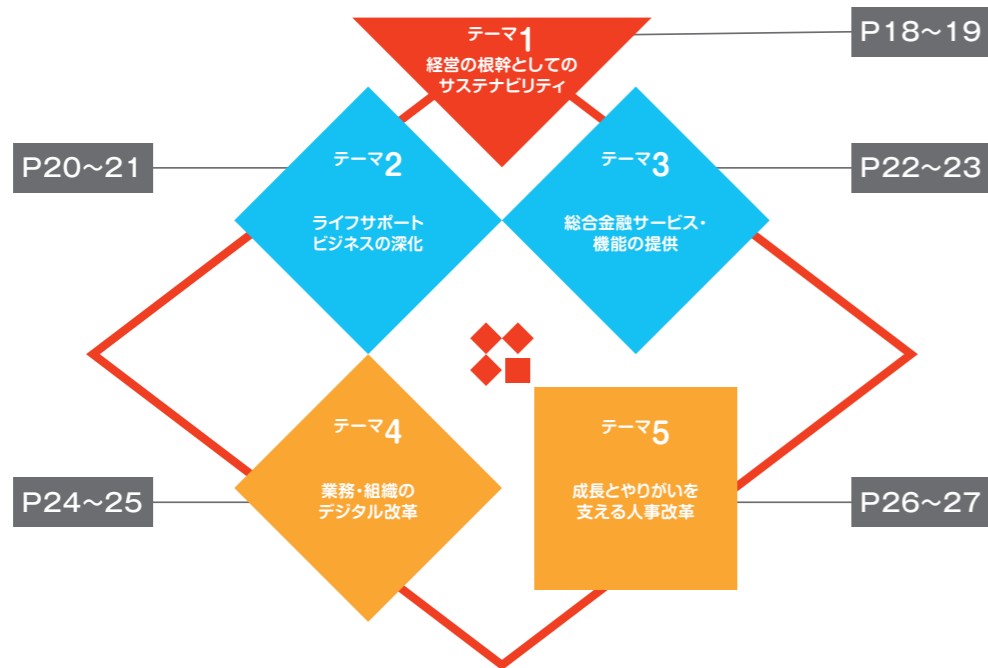 テーマ1
経営の根幹としての
サステナビリティ
P18〜19
テーマ2
ライフサポート
ビジネスの深化
P20〜21
テーマ3
総合金融サービス・
機能の提供
P22〜23
テーマ4
業務・組織の
デジタル改革
P24〜25
テーマ5
成長とやりがいを
支える人事改革
P26〜27